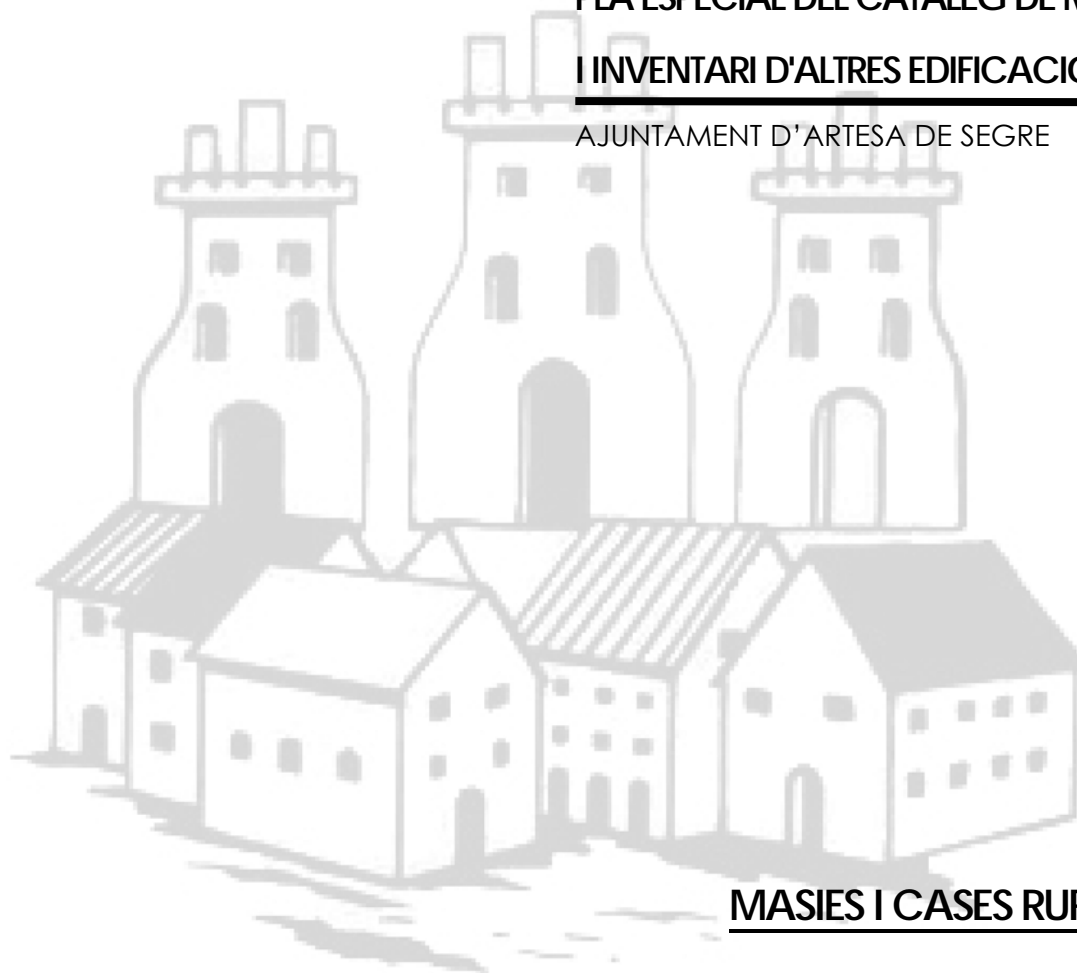 PLA ESPECIAL DEL CATÀLEG DE
I INVENTARI D'ALTRES
AJUNTAMENT D'ARTESA DE SEGRE
MASIES I CASES